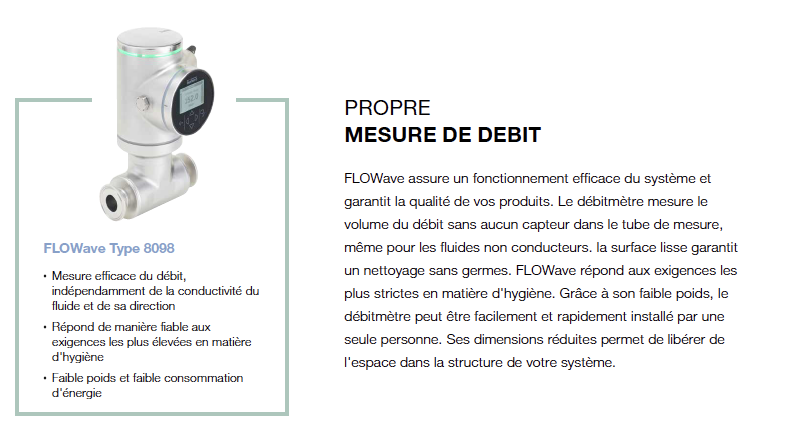 FLOWave Type 8098
• Mesure efficace du débit,
indépendamment de la conductivité du
fluide et de sa direction
• Répond de manière fiable aux
exigences les plus élevées en matière
d'hygiène
• Faible poids et faible consommation
d'énergie
PROPRE
MESURE DE DEBIT
FLOWave assure un fonctionnement efficace du système et
garantit la qualité de vos produits. Le débitmètre mesure le
volume du débit sans aucun capteur dans le tube de mesure,
même pour les fluides non conducteurs. la surface lisse garantit
un nettoyage sans germes. FLOWave répond aux exigences les
plus strictes en matière d'hygiène. Grâce à son faible poids, le
débitmètre peut être facilement et rapidement installé par une
seule personne. Ses dimensions réduites permet de libérer de
l'espace dans la structure de votre système.